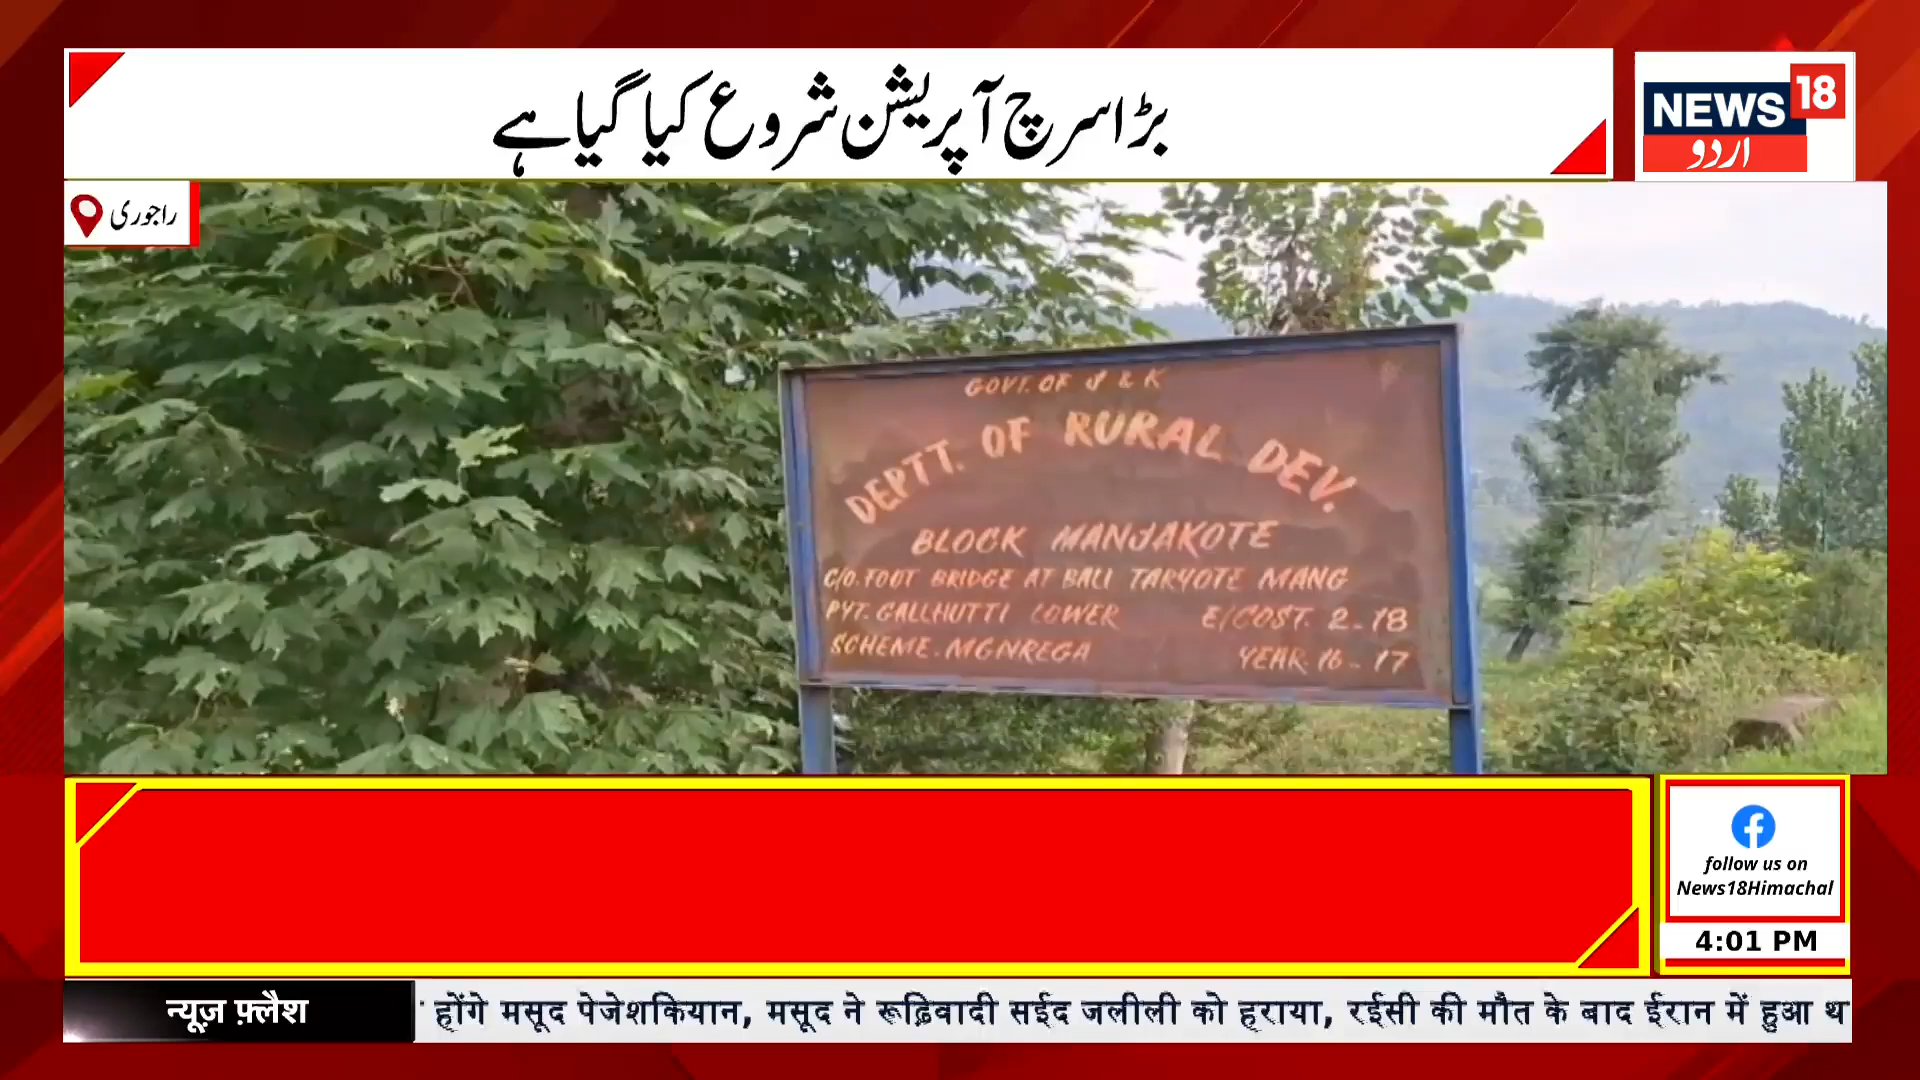 بڑا سرچ آپریشن شروع کیا گیا ہے
NEWS 18
اردو
راجوری
GOVT. OF J & K
DEPTT. OF RURAL DEV.
BLOCK MANJAKOTE
C/O. FOOT BRIDGE AT BALI TARYOTE MANG
PYT. GALLHUTTI LOWER E/COST. 2-18
SCHEME. MGNREGA YEAR. 16-17
follow us on
News18Himachal
4:01 PM
न्यूज़ फ़्लैश
होंगे मसूद पेजेशकियान, मसूद ने रूढ़िवादी सईद जलीली को हराया, रईसी की मौत के बाद ईरान में हुआ थ